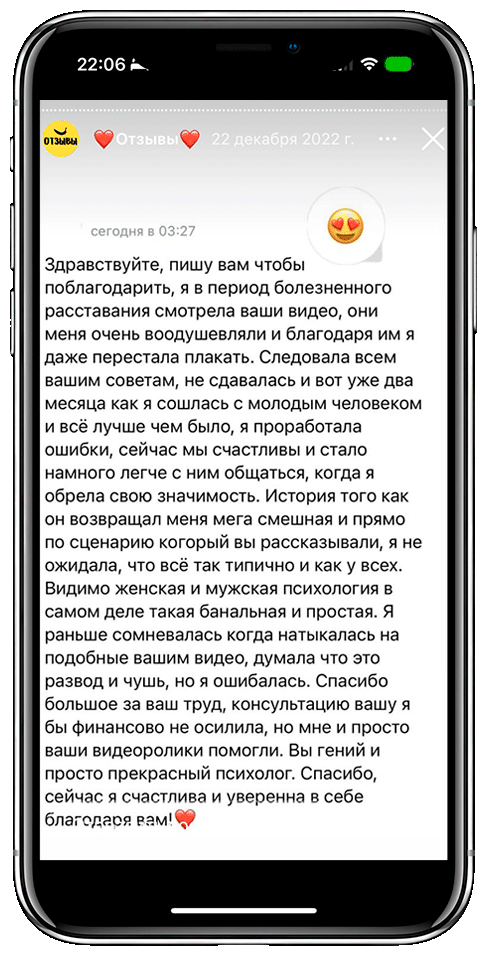 22:06
ОТЗЫВЫ
❤️Отзывы❤️ 22 декабря 2022 г. ...
сегодня в 03:27
Здравствуйте, пишу вам чтобы
поблагодарить, я в период болезненного
расставания смотрела ваши видео, они
меня очень воодушевляли и благодаря им я
даже перестала плакать. Следовала всем
вашим советам, не сдавалась и вот уже два
месяца как я сошлась с молодым человеком
и всё лучше чем было, я проработала
ошибки, сейчас мы счастливы и стало
намного легче с ним общаться, когда я
обрела свою значимость. История того как
он возвращал меня мега смешная и прямо
по сценарию когорый вы рассказывали, я не
ожидала, что всё так типично и как у всех.
Видимо женская и мужская психология в
самом деле такая банальная и простая. Я
раньше сомневалась когда натыкалась на
подобные вашим видео, думала что это
развод и чушь, но я ошибалась. Спасибо
большое за ваш труд, консультацию вашу я
бы финансово не осилила, но мне и просто
ваши видеоролики помогли. Вы гений и
просто прекрасный психолог. Спасибо,
сейчас я счастлива и уверенна в себе
благодаря вам!❤️